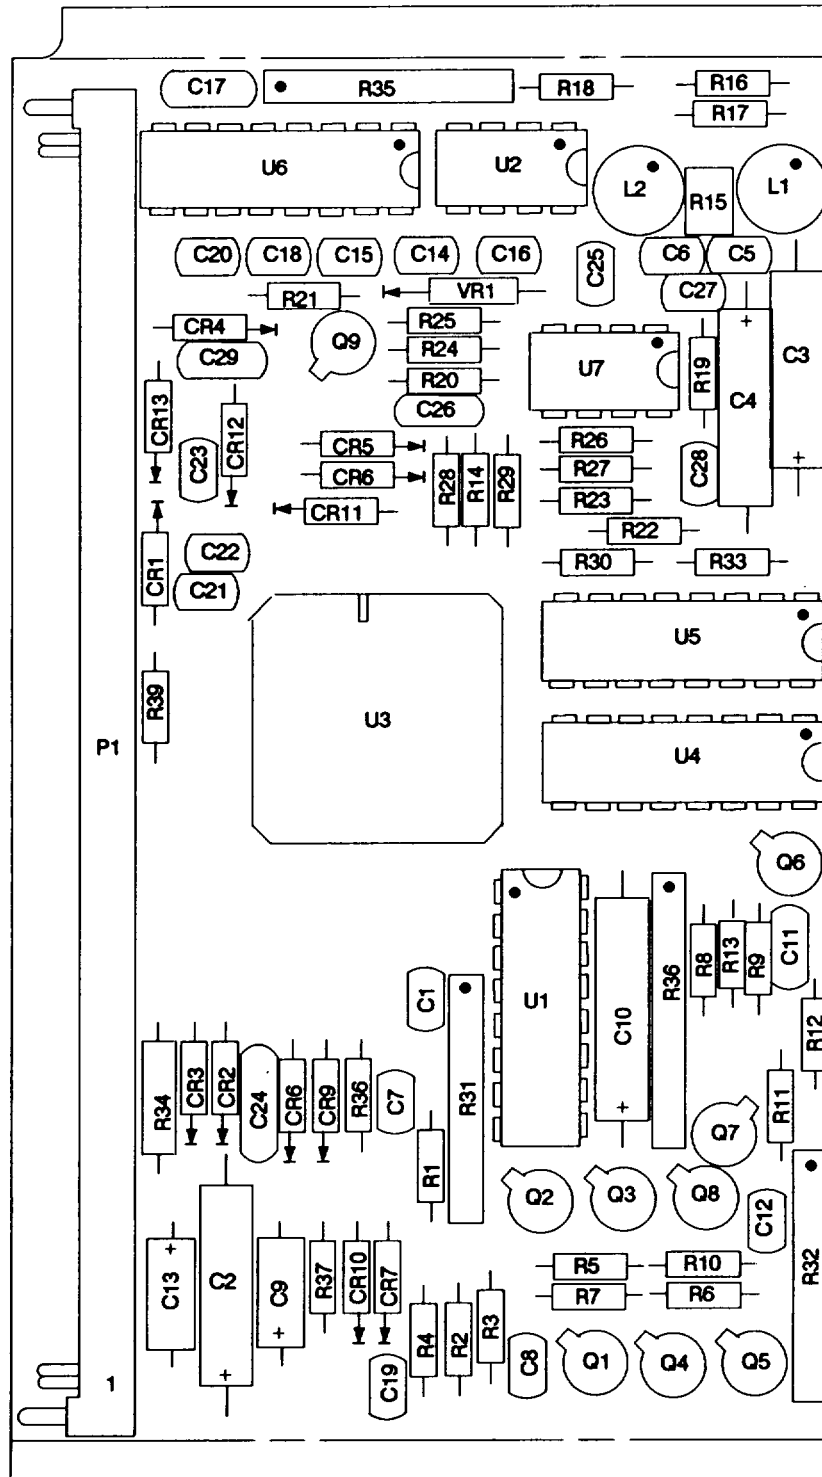 C17 R35 R18 R16
R17
U6 U2 L2 R15 L1
C20 C18 C15 C14 C16 C25 C6 C5
R21 VR1 C27
CR4 Q9 R25
C29 R24 U7 R19 C4 C3
R20
CR13 CR12 C26
C23 CR5 R26
CR6 R28 R14 R29 R27 C28
CR11 R23
R22
CR1 C22 R30 R33
C21
U5
R39
P1 U3
U4
Q6
C1 U1 C10 R36 R8 R13 R9 C11
R12
R34 CR3 CR2 C24 CR6 CR9 R36 C7 R31 R11
Q7
R1 Q2 Q3 Q8
C12
C13 C2 C9 R37 CR10 CR7 R5 R10 R32
R7 R6
R4 R2 R3
1 C19 C8 Q1 Q4 Q5